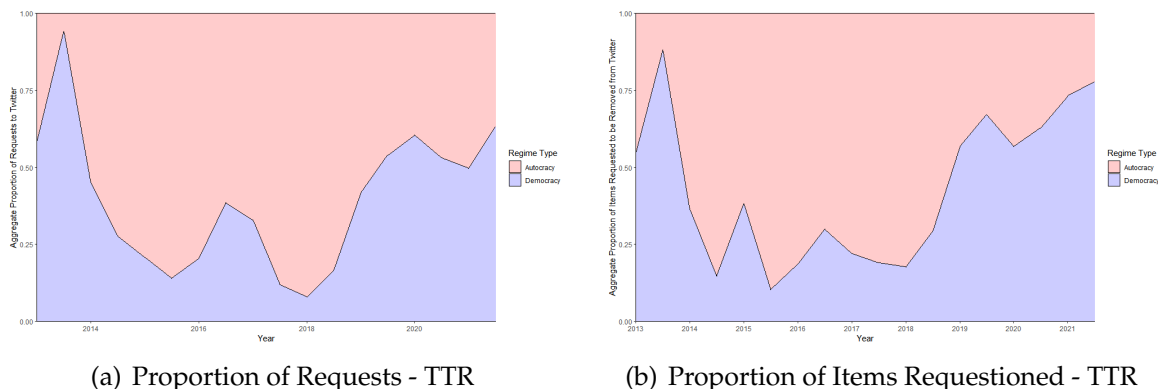 1.00
0.75
0.50
0.25
0.00
Aggregate Proportion of Requests to Twitter
2014
2016
2018
2020
Year
Regime Type
Autocracy
Democracy
(a) Proportion of Requests - TTR
1.00
0.75
0.50
0.25
0.00
Aggregate Proportion of Items Requested to be Removed from Twitter
2013
2014
2015
2016
2017
2018
2019
2020
2021
Year
Regime Type
Autocracy
Democracy
(b) Proportion of Items Requestioned - TTR